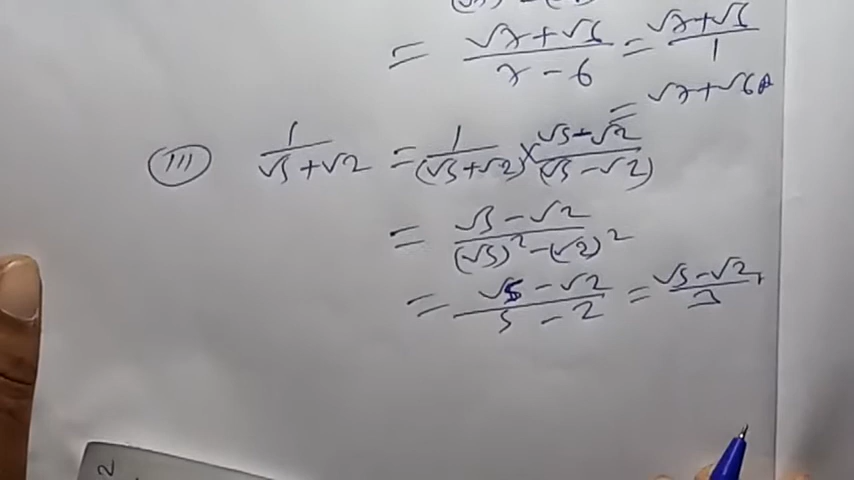 = (√7+√6)/(7-6) = (√7+√6)/1
= √7+√6
(iii) 1/(√5+√2) = 1/(√5+√2) × (√5-√2)/(√5-√2)
= (√5-√2)/((√5)²-(√2)²)
= (√5-√2)/(5-2) = (√5-√2)/3
2